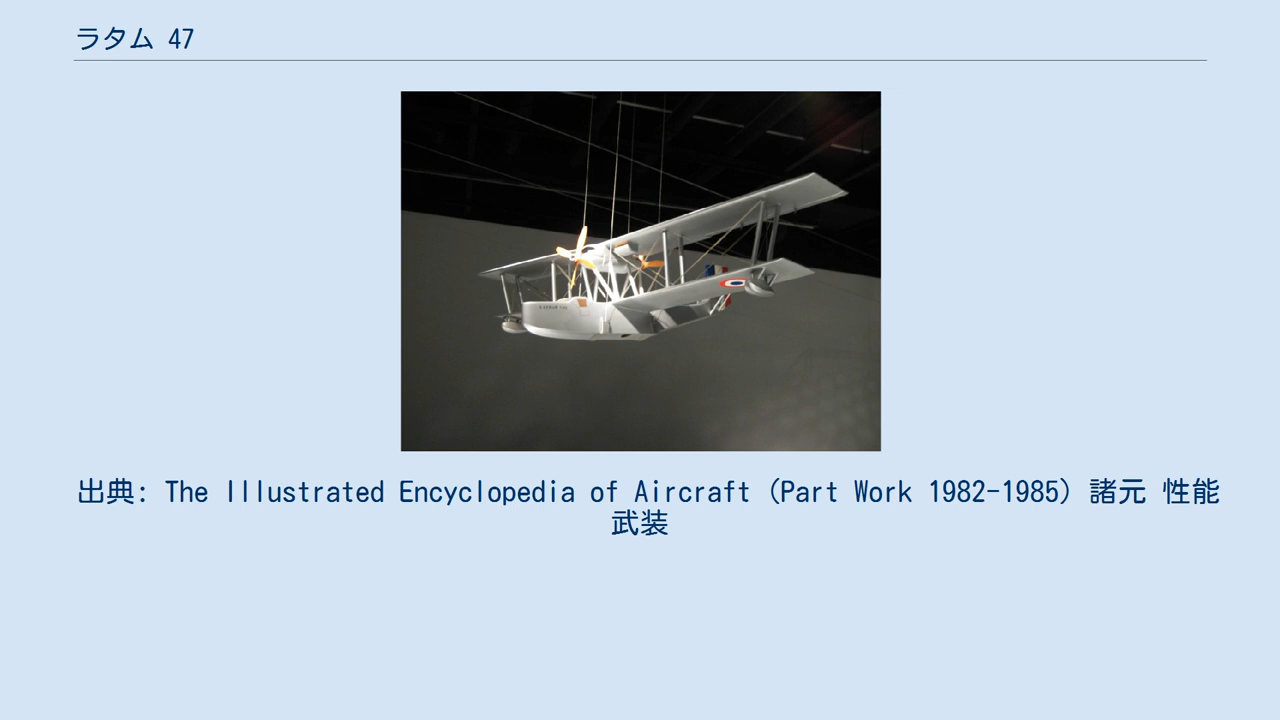 ラタム 47
出典: The Illustrated Encyclopedia of Aircraft (Part Work 1982-1985) 諸元 性能
武装